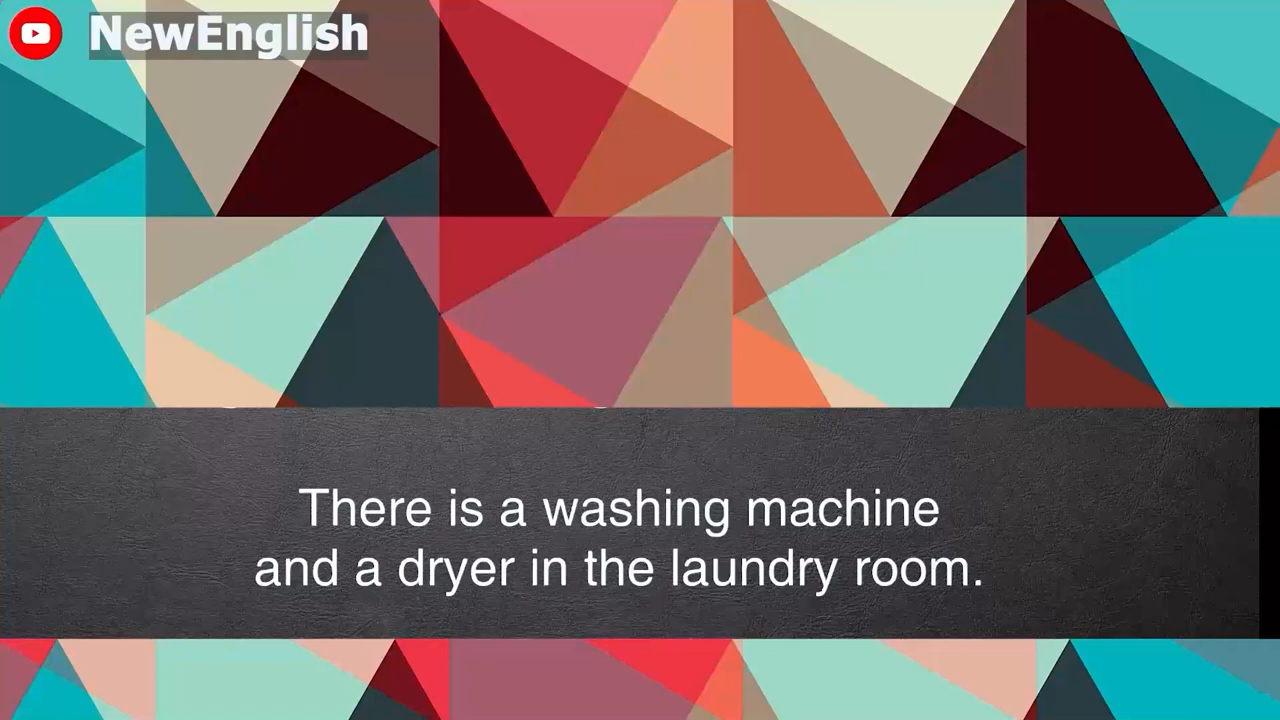 NewEnglish
There is a washing machine
and a dryer in the laundry room.